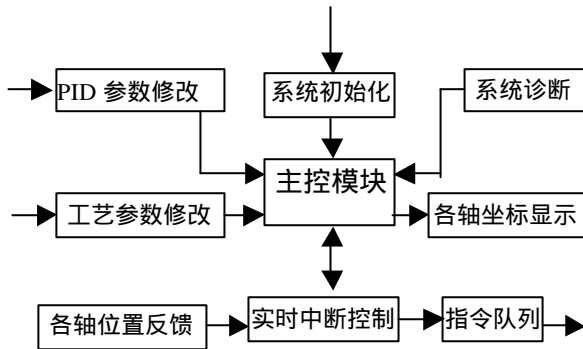 PID 参数修改
系统初始化
系统诊断
主控模块
工艺参数修改
各轴坐标显示
各轴位置反馈
实时中断控制
指令队列